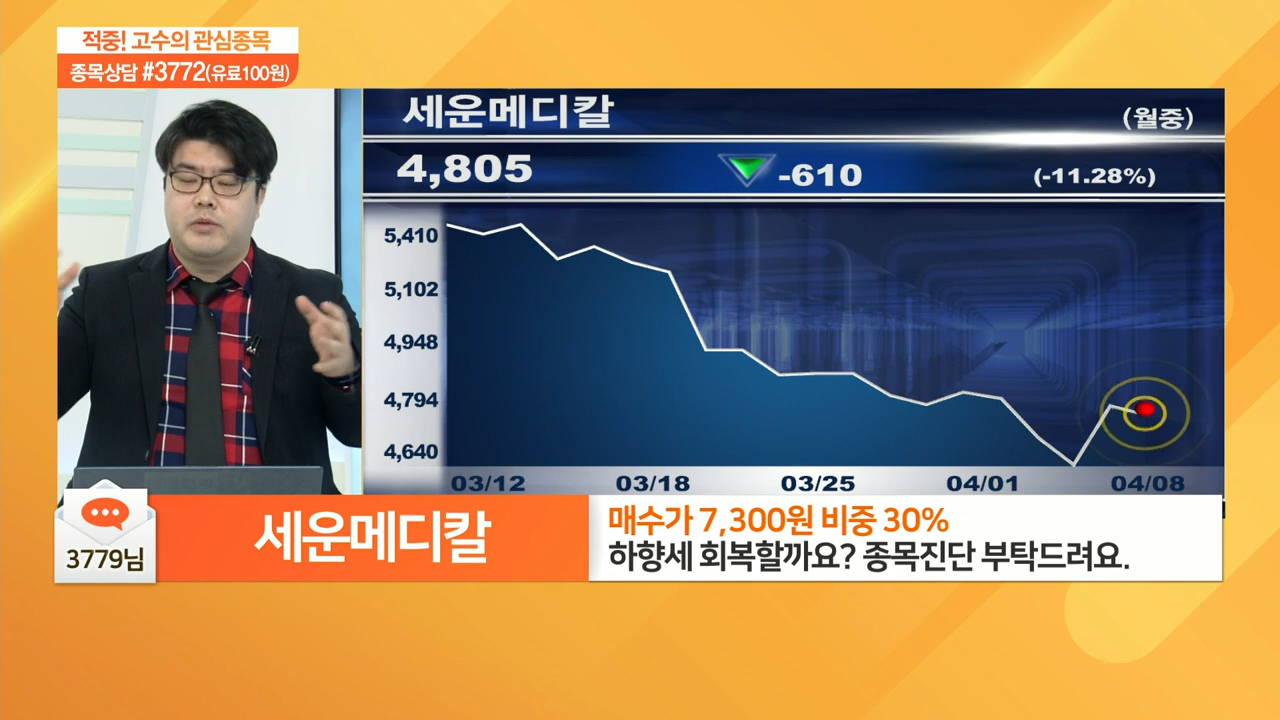 적중! 고수의 관심종목
종목상담 #3772(유료100원)
세운메디칼
(월중)
4,805
-610
(-11.28%)
5,410
5,102
4,948
4,794
4,640
03/12 03/18 03/25 04/01 04/08
3779님
세운메디칼
매수가 7,300원 비중 30%
하향세 회복할까요? 종목진단 부탁드려요.